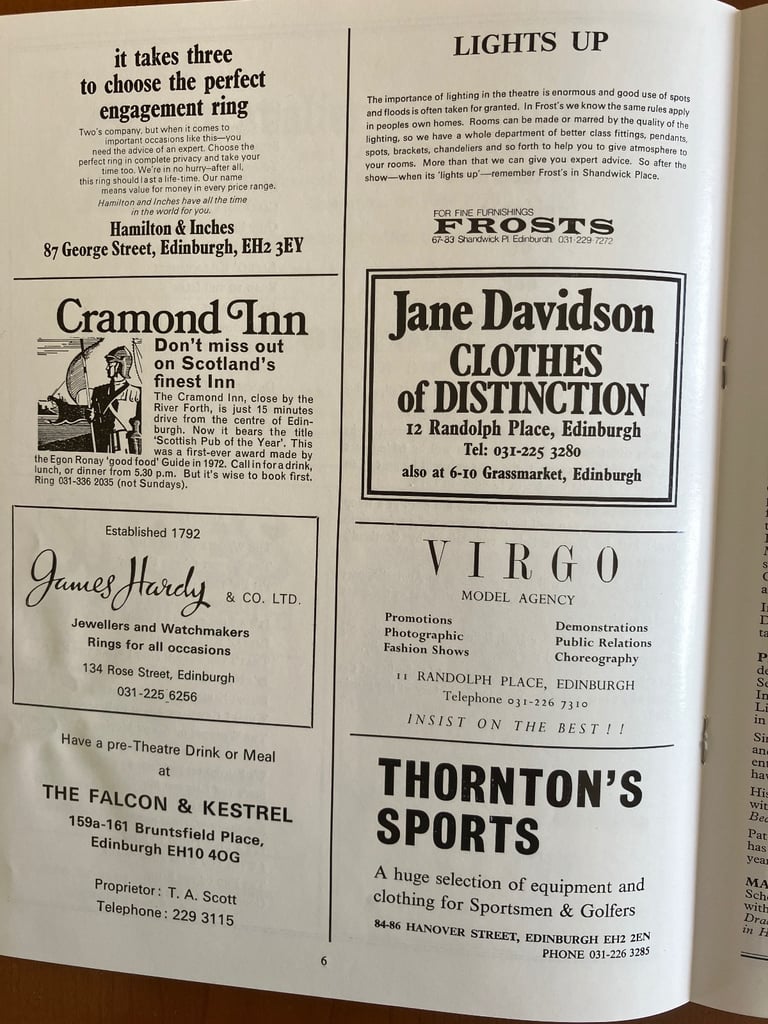 it takes three
to choose the perfect
engagement ring
Two's company, but when it comes to
important occasions like this—you
need the advice of an expert. Choose the
perfect ring in complete privacy and take your
time too. We're in no hurry—after all,
this ring should last a life-time. Our name
means value for money in every price range.
Hamilton and Inches have all the time
in the world for you.
Hamilton & Inches
87 George Street, Edinburgh, EH2 3EY
Cramond Inn
Don't miss out
on Scotland's
finest Inn
The Cramond Inn, close by the
River Forth, is just 15 minutes
drive from the centre of Edin-
burgh. Now it bears the title
'Scottish Pub of the Year'. This
was a first-ever award made by
the Egon Ronay 'good food' Guide in 1972. Call in for a drink,
lunch, or dinner from 5.30 p.m. But it's wise to book first.
Ring 031-336 2035 (not Sundays).
Established 1792
James Hardy & CO. LTD.
Jewellers and Watchmakers
Rings for all occasions
134 Rose Street, Edinburgh
031-225 6256
Have a pre-Theatre Drink or Meal
at
THE FALCON & KESTREL
159a-161 Bruntsfield Place,
Edinburgh EH10 4OG
Proprietor: T. A. Scott
Telephone: 229 3115
LIGHTS UP
The importance of lighting in the theatre is enormous and good use of spots
and floods is often taken for granted. In Frost's we know the same rules apply
in peoples own homes. Rooms can be made or marred by the quality of the
lighting, so we have a whole department of better class fittings, pendants,
spots, brackets, chandeliers and so forth to help you to give atmosphere to
your rooms. More than that we can give you expert advice. So after the
show—when its 'lights up'—remember Frost's in Shandwick Place.
FOR FINE FURNISHINGS
FROSTS
67-83 Shandwick Pl. Edinburgh 031-229 7272
Jane Davidson
CLOTHES
of DISTINCTION
12 Randolph Place, Edinburgh
Tel: 031-225 3280
also at 6-10 Grassmarket, Edinburgh
VIRGO
MODEL AGENCY
Promotions
Photographic
Fashion Shows
Demonstrations
Public Relations
Choreography
11 RANDOLPH PLACE, EDINBURGH
Telephone 031-226 7310
INSIST ON THE BEST!!
THORNTON'S
SPORTS
A huge selection of equipment and
clothing for Sportsmen & Golfers
84-86 HANOVER STREET, EDINBURGH EH2 2EN
PHONE 031-226 3285
6